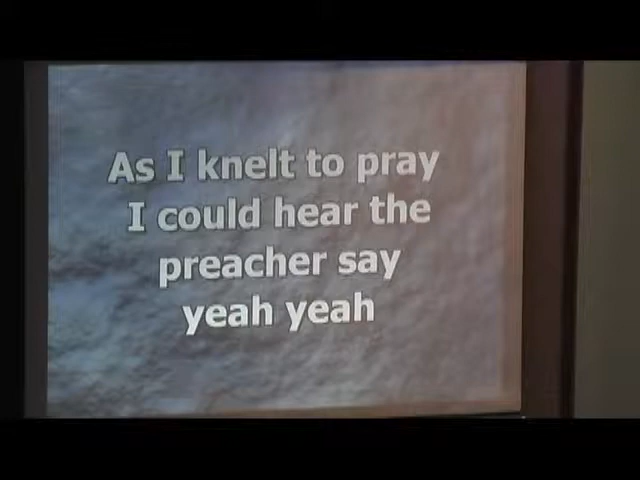 As I knelt to pray
I could hear the
preacher say
yeah yeah